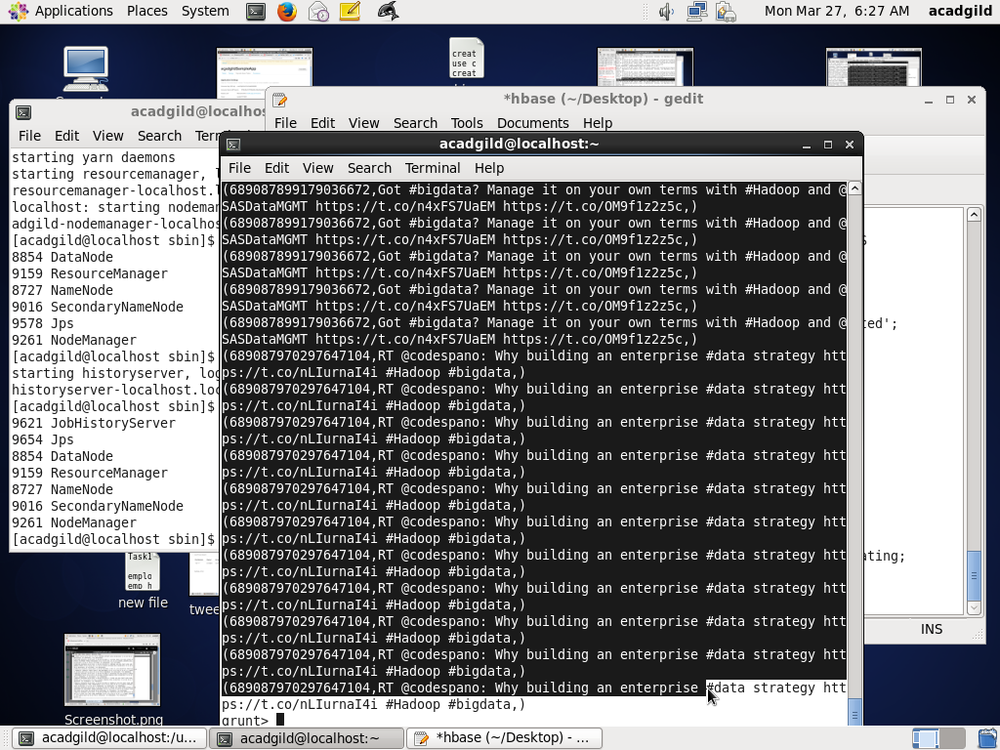 Applications Places System Mon Mar 27, 6:27 AM acadgild
creat
use c
creat
*hbase (~/Desktop) - gedit
File Edit View Search Tools Documents Help
acadgild@localhos
File Edit View Search Term
starting yarn daemons
starting resourcemanager, l
resourcemanager-localhost.l
localhost: starting nodeman
adgild-nodemanager-localhos
[acadgild@localhost sbin]$
8854 DataNode
9159 ResourceManager
8727 NameNode
9016 SecondaryNameNode
9578 Jps
9261 NodeManager
[acadgild@localhost sbin]$
starting historyserver, log
historyserver-localhost.loc
[acadgild@localhost sbin]$
9621 JobHistoryServer
9654 Jps
8854 DataNode
9159 ResourceManager
8727 NameNode
9016 SecondaryNameNode
9261 NodeManager
[acadgild@localhost sbin]$
acadgild@localhost:~
File Edit View Search Terminal Help
(689087899179036672,Got #bigdata? Manage it on your own terms with #Hadoop and @
SASDataMGMT https://t.co/n4xFS7UaEM https://t.co/OM9f1z2z5c,)
(689087899179036672,Got #bigdata? Manage it on your own terms with #Hadoop and @
SASDataMGMT https://t.co/n4xFS7UaEM https://t.co/OM9f1z2z5c,)
(689087899179036672,Got #bigdata? Manage it on your own terms with #Hadoop and @
SASDataMGMT https://t.co/n4xFS7UaEM https://t.co/OM9f1z2z5c,)
(689087899179036672,Got #bigdata? Manage it on your own terms with #Hadoop and @
SASDataMGMT https://t.co/n4xFS7UaEM https://t.co/OM9f1z2z5c,)
(689087899179036672,Got #bigdata? Manage it on your own terms with #Hadoop and @
SASDataMGMT https://t.co/n4xFS7UaEM https://t.co/OM9f1z2z5c,)
(689087970297647104,RT @codespano: Why building an enterprise #data strategy htt
ps://t.co/nLIurnaI4i #Hadoop #bigdata,)
(689087970297647104,RT @codespano: Why building an enterprise #data strategy htt
ps://t.co/nLIurnaI4i #Hadoop #bigdata,)
(689087970297647104,RT @codespano: Why building an enterprise #data strategy htt
ps://t.co/nLIurnaI4i #Hadoop #bigdata,)
(689087970297647104,RT @codespano: Why building an enterprise #data strategy htt
ps://t.co/nLIurnaI4i #Hadoop #bigdata,)
(689087970297647104,RT @codespano: Why building an enterprise #data strategy htt
ps://t.co/nLIurnaI4i #Hadoop #bigdata,)
(689087970297647104,RT @codespano: Why building an enterprise #data strategy htt
ps://t.co/nLIurnaI4i #Hadoop #bigdata,)
(689087970297647104,RT @codespano: Why building an enterprise #data strategy htt
ps://t.co/nLIurnaI4i #Hadoop #bigdata,)
(689087970297647104,RT @codespano: Why building an enterprise #data strategy htt
ps://t.co/nLIurnaI4i #Hadoop #bigdata,)
(689087970297647104,RT @codespano: Why building an enterprise #data strategy htt
ps://t.co/nLIurnaI4i #Hadoop #bigdata,)
(689087970297647104,RT @codespano: Why building an enterprise #data strategy htt
ps://t.co/nLIurnaI4i #Hadoop #bigdata,)
(689087970297647104,RT @codespano: Why building an enterprise #data strategy htt
ps://t.co/nLIurnaI4i #Hadoop #bigdata,)
grunt>
ted';
ating;
INS
Task1
emplo
emp h
new file
twee
Screenshot.png
acadgild@localhost:/u...
acadgild@localhost:~
*hbase (~/Desktop) - ...